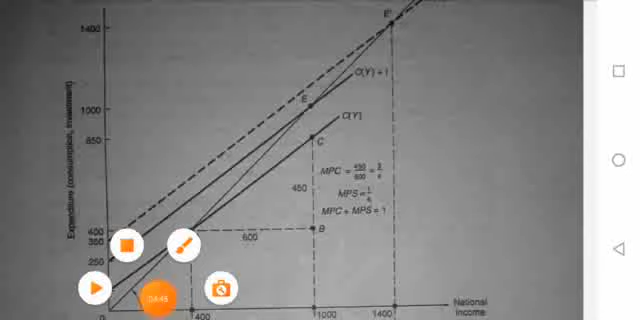 E'
1400
C(Y)+I
E
1000
C(Y)
850
C
MPC = 450/600 = 3/4
450
MPS = 1/4
MPC + MPS = 1
400
B
600
250
Expenditure (consumption, investment)
National
income
0
400
1000
1400